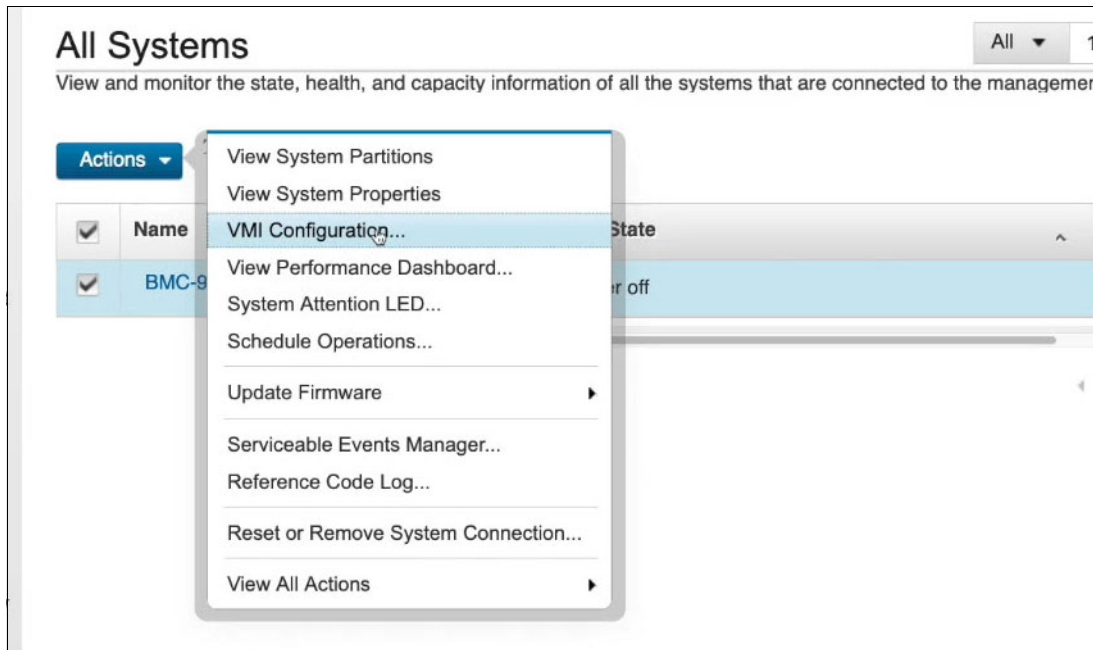 All Systems
All
View and monitor the state, health, and capacity information of all the systems that are connected to the
Actions
View System Partitions
View System Properties
Name
VMI Configuration...
State
View Performance Dashboard...
BMC-9
off
System Attention LED...
Schedule Operations...
Update Firmware
Serviceable Events Manager...
Reference Code Log...
Reset or Remove System Connection...
View All Actions